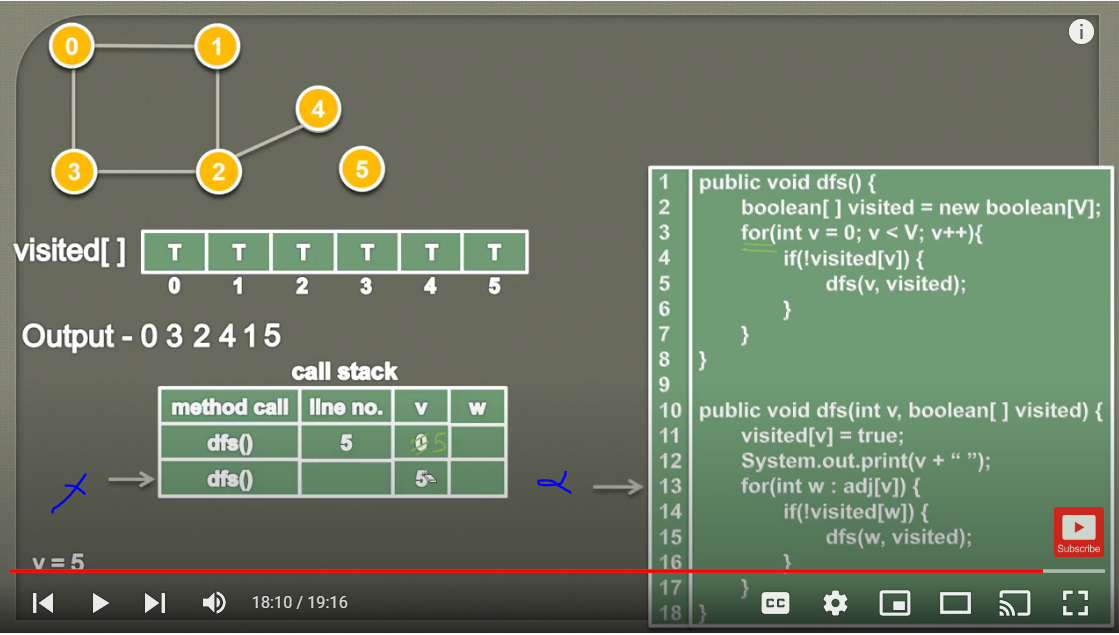 0 1
4
3 2 5
visited[ ] T T T T T T
0 1 2 3 4 5
Output - 0 3 2 4 1 5
call stack
method call line no. v w
dfs() 5 0 5
dfs() 5
v = 5
1 public void dfs() {
2 boolean[ ] visited = new boolean[V];
3 for(int v = 0; v < V; v++){
4 if(!visited[v]) {
5 dfs(v, visited);
6 }
7 }
8 }
9
10 public void dfs(int v, boolean[ ] visited) {
11 visited[v] = true;
12 System.out.print(v + “ ”);
13 for(int w : adj[v]) {
14 if(!visited[w]) {
15 dfs(w, visited);
16 }
17 }
18 }
Subscribe
18:10 / 19:16
CC